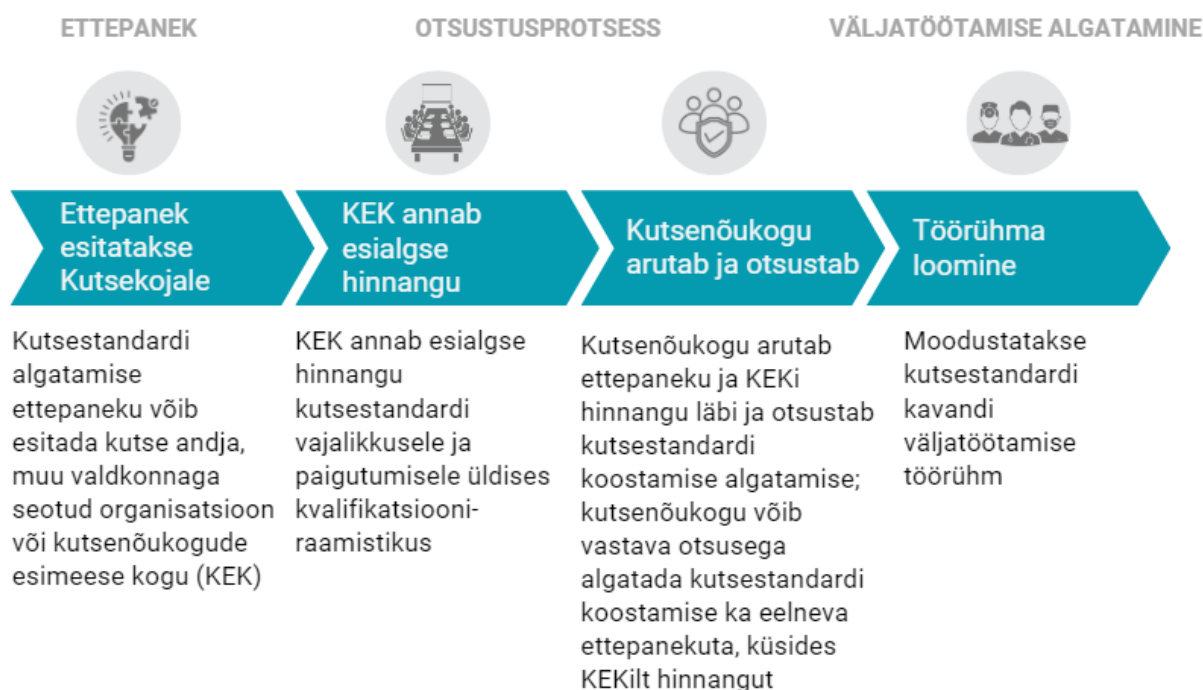 ETTEPANEK
OTSUSTUSPROTSESS
VÄLJATÖÖTAMISE ALGATAMINE
Ettepanek
esitatakse
Kutsekojale
KEK annab
esialgse
hinnangu
Kutsenõukogu
arutab ja otsustab
Töörühma
loomine
Kutsestandardi
algatamise
ettepaneku võib
esitada kutse andja,
muu valdkonnaga
seotud organisatsioon
või kutsenõukogude
esimeese kogu (KEK)
KEK annab esialgse
hinnangu
kutsestandardi
vajalikkusele ja
paigutumisele üldises
kvalifikatsiooni-
raamistikus
Kutsenõukogu arutab
ettepaneku ja KEKi
hinnangu läbi ja otsustab
kutsestandardi
koostamise algatamise;
kutsenõukogu võib
vastava otsusega
algatada kutsestandardi
koostamise ka eelneva
ettepanekuta, küsides
KEKilt hinnangut
Moodustatakse
kutsestandardi
kavandi
väljatöötamise
töörühm